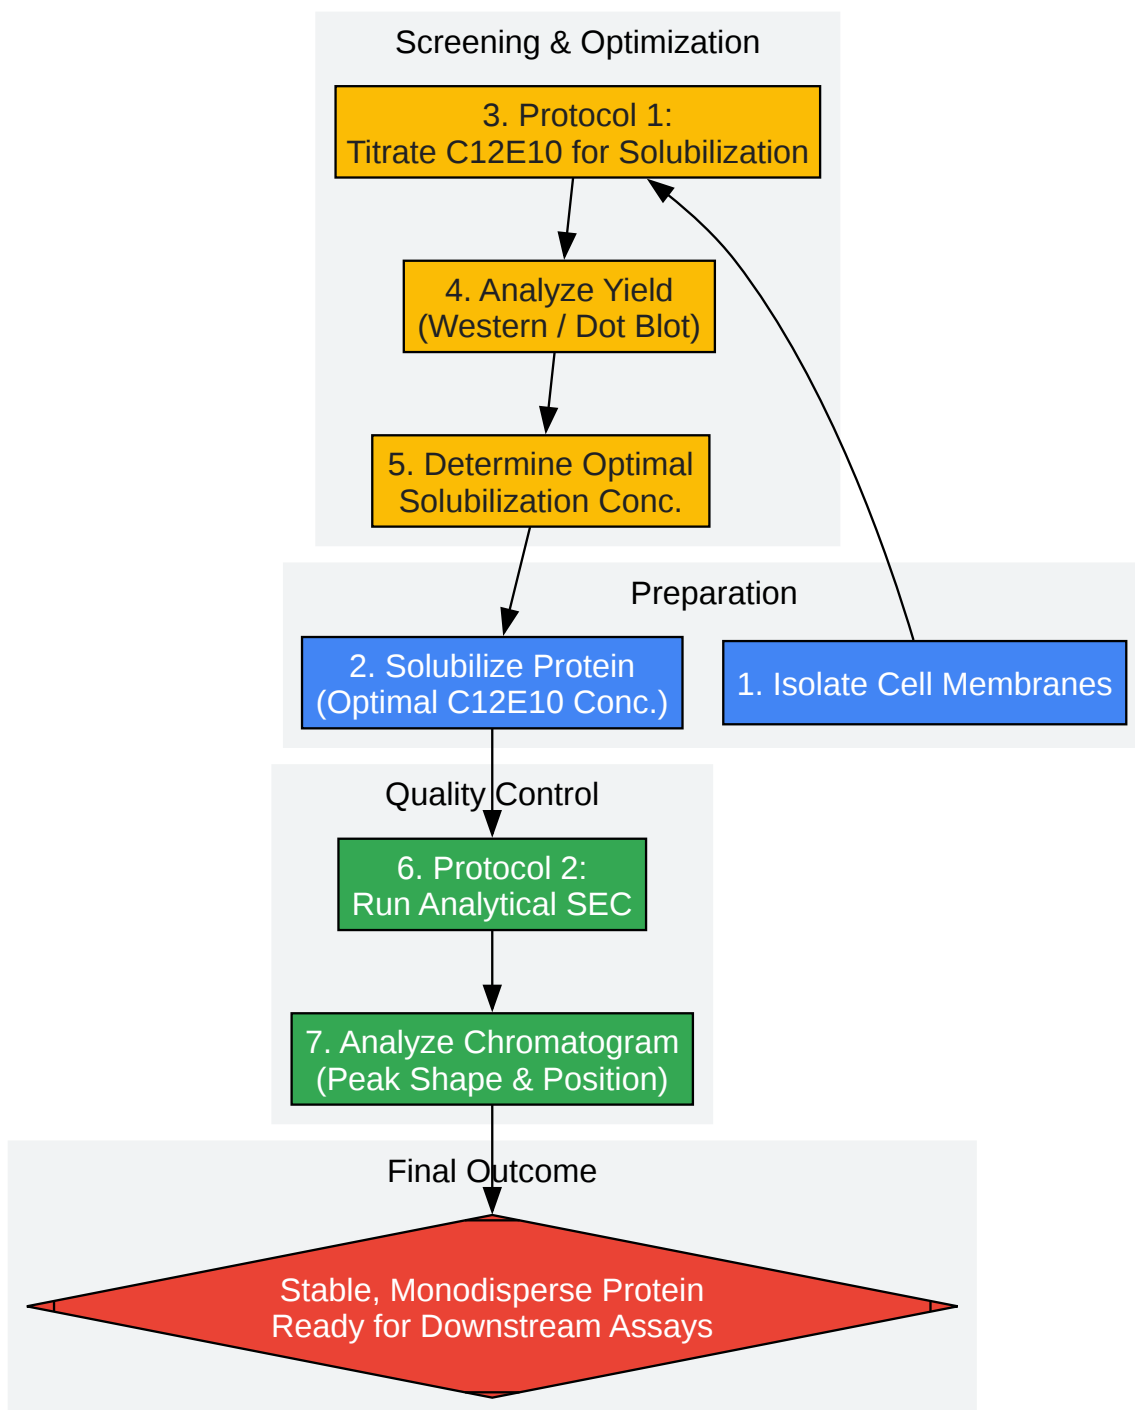 Screening & Optimization
3. Protocol 1:
Titrate C12E10 for Solubilization
4. Analyze Yield
(Western / Dot Blot)
5. Determine Optimal
Solubilization Conc.
Preparation
2. Solubilize Protein
(Optimal C12E10 Conc.)
1. Isolate Cell Membranes
Quality Control
6. Protocol 2:
Run Analytical SEC
7. Analyze Chromatogram
(Peak Shape & Position)
Final Outcome
Stable, Monodisperse Protein
Ready for Downstream Assays